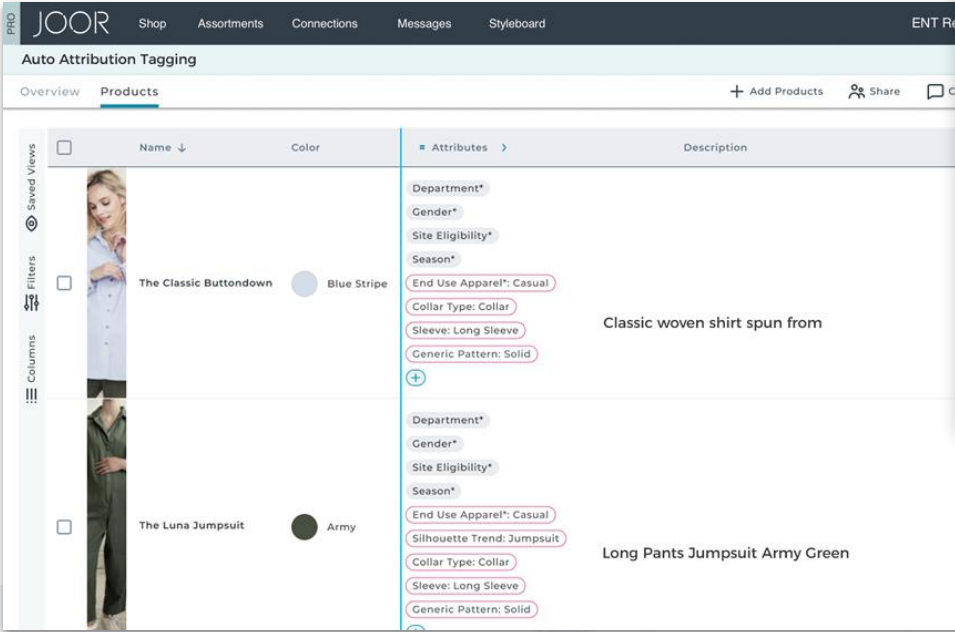 PRO
JOOR
Shop
Assortments
Connections
Messages
Styleboard
ENT Re
Auto Attribution Tagging
Overview
Products
+ Add Products
Share
C
Saved Views
Filters
Columns
Name ↓
Color
= Attributes >
Description
The Classic Buttondown
Blue Stripe
Department*
Gender*
Site Eligibility*
Season*
End Use Apparel*: Casual
Collar Type: Collar
Sleeve: Long Sleeve
Generic Pattern: Solid
+
Classic woven shirt spun from
The Luna Jumpsuit
Army
Department*
Gender*
Site Eligibility*
Season*
End Use Apparel*: Casual
Silhouette Trend: Jumpsuit
Collar Type: Collar
Sleeve: Long Sleeve
Generic Pattern: Solid
Long Pants Jumpsuit Army Green